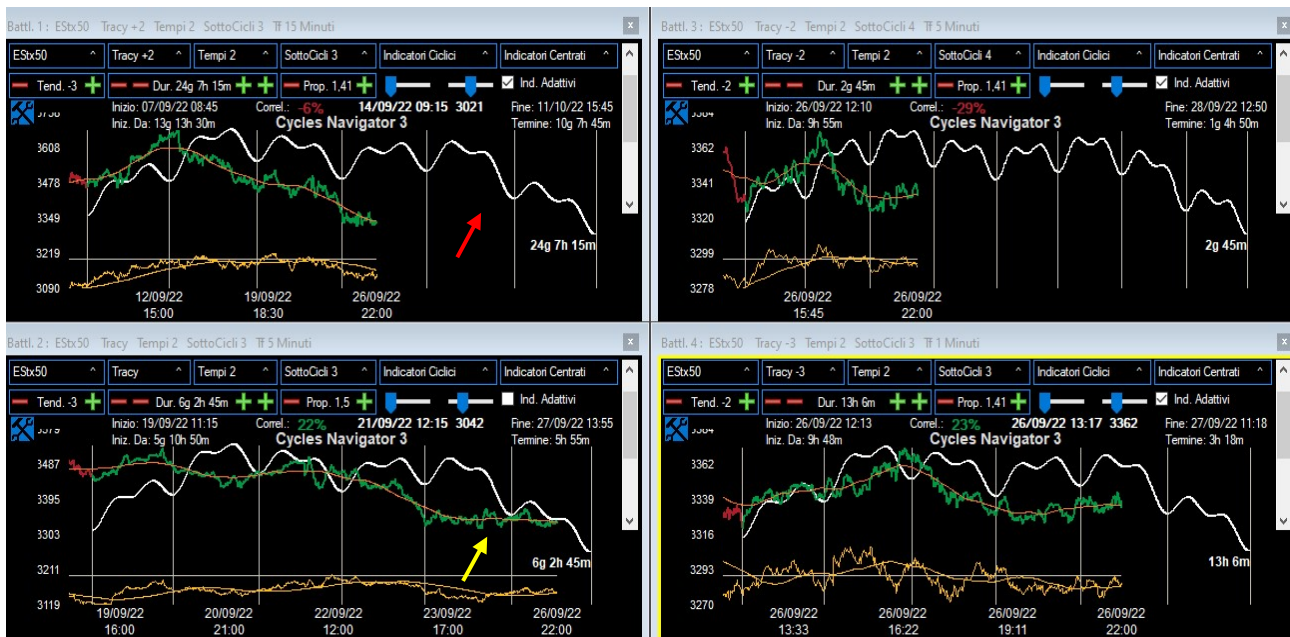 Battl. 1 : EStx50 Tracy +2 Tempi 2 SottoCicli 3 Tf 15 Minuti
EStx50 ^ Tracy +2 ^ Tempi 2 ^ SottoCicli 3 ^ Indicatori Ciclici ^ Indicatori Centrati ^
Tend. -3 Dur. 24g 7h 15m Prop. 1,41 Ind. Adattivi
Inizio: 07/09/22 08:45 Correl.: -6% 14/09/22 09:15 3021 Fine: 11/10/22 15:45
Iniz. Da: 13g 13h 30m Cycles Navigator 3 Termine: 10g 7h 45m
3608
3478
3349
3219
3090
24g 7h 15m
12/09/22 19/09/22 26/09/22
15:00 18:30 22:00
Battl. 3 : EStx50 Tracy -2 Tempi 2 SottoCicli 4 Tf 5 Minuti
EStx50 ^ Tracy -2 ^ Tempi 2 ^ SottoCicli 4 ^ Indicatori Ciclici ^ Indicatori Centrati ^
Tend. -2 Dur. 2g 45m Prop. 1,41 Ind. Adattivi
Inizio: 26/09/22 12:10 Correl.: -29% Fine: 28/09/22 12:50
Iniz. Da: 9h 55m Cycles Navigator 3 Termine: 1g 4h 50m
3362
3341
3320
3299
3278
2g 45m
26/09/22 26/09/22
15:45 22:00
Battl. 2 : EStx50 Tracy Tempi 2 SottoCicli 3 Tf 5 Minuti
EStx50 ^ Tracy ^ Tempi 2 ^ SottoCicli 3 ^ Indicatori Ciclici ^ Indicatori Centrati ^
Tend. -3 Dur. 6g 2h 45m Prop. 1,5 Ind. Adattivi
Inizio: 19/09/22 11:15 Correl.: 22% 21/09/22 12:15 3042 Fine: 27/09/22 13:55
Iniz. Da: 5g 10h 50m Cycles Navigator 3 Termine: 5h 55m
3487
3395
3303
3211
3119
6g 2h 45m
19/09/22 20/09/22 22/09/22 23/09/22 26/09/22
16:00 21:00 12:00 17:00 22:00
Battl. 4 : EStx50 Tracy -3 Tempi 2 SottoCicli 3 Tf 1 Minuti
EStx50 ^ Tracy -3 ^ Tempi 2 ^ SottoCicli 3 ^ Indicatori Ciclici ^ Indicatori Centrati ^
Tend. -2 Dur. 13h 6m Prop. 1,41 Ind. Adattivi
Inizio: 26/09/22 12:13 Correl.: 23% 26/09/22 13:17 3362 Fine: 27/09/22 11:18
Iniz. Da: 9h 48m Cycles Navigator 3 Termine: 3h 18m
3362
3339
3316
3293
3270
13h 6m
26/09/22 26/09/22 26/09/22 26/09/22
13:33 16:22 19:11 22:00